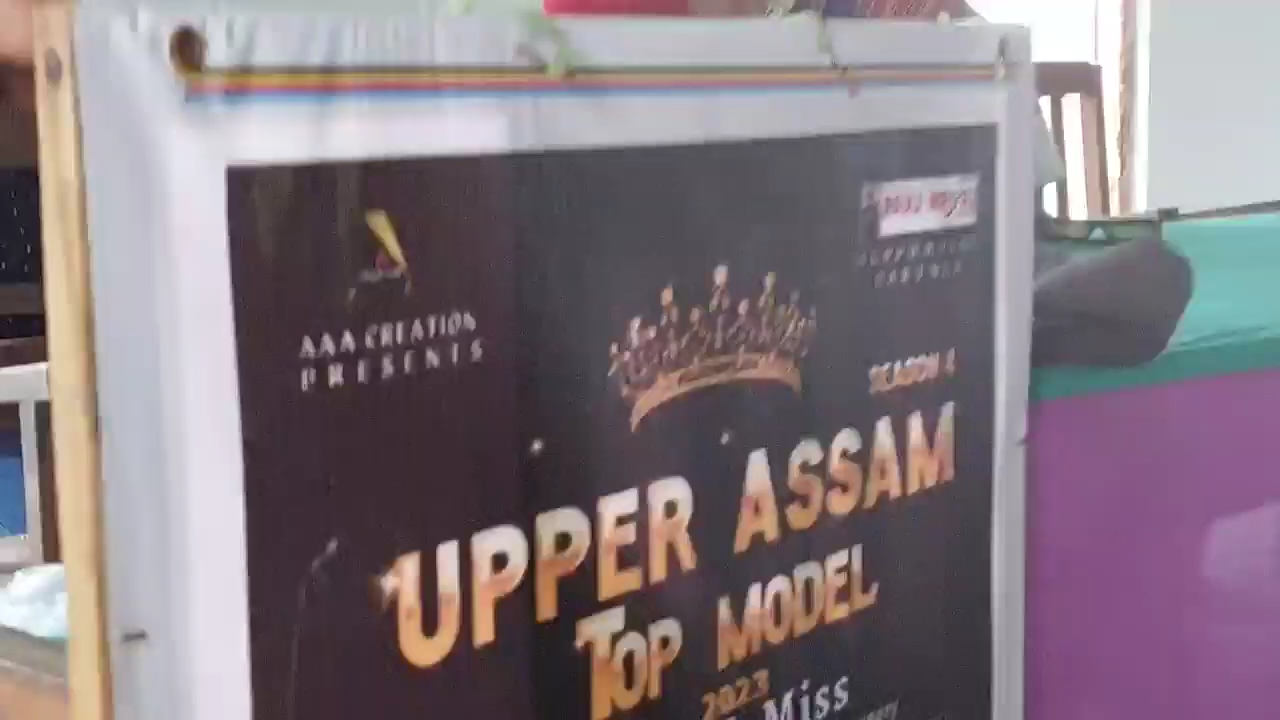 AAA CREATION
PRESENTS
SEASON 4
UPPER ASSAM
TOP MODEL
2023
Miss